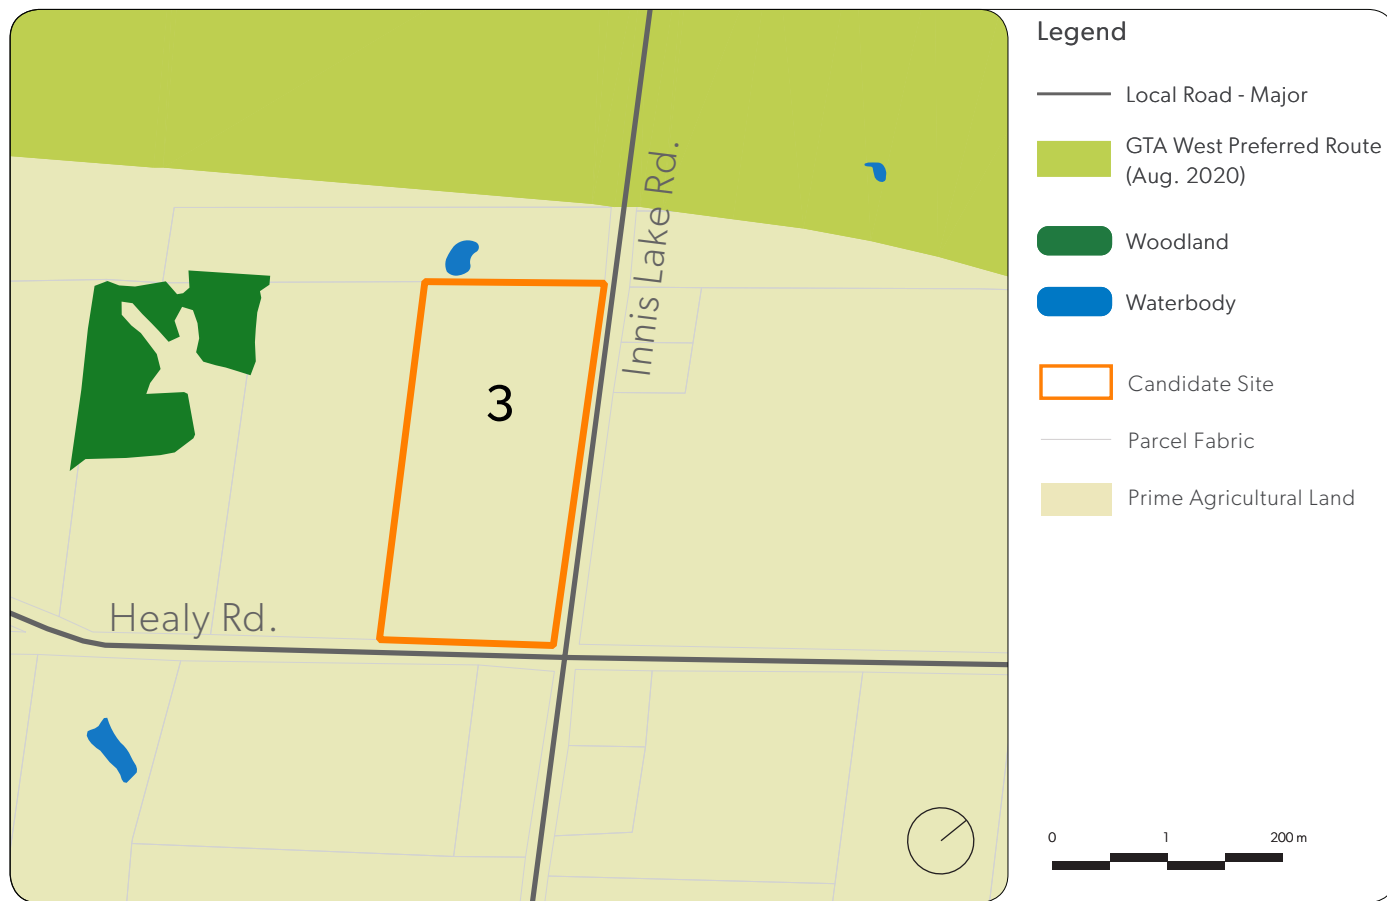 Legend
Local Road - Major
GTA West Preferred Route
(Aug. 2020)
Woodland
Waterbody
Candidate Site
Parcel Fabric
Prime Agricultural Land
Innis Lake Rd.
3
Healy Rd.
0 1 200 m